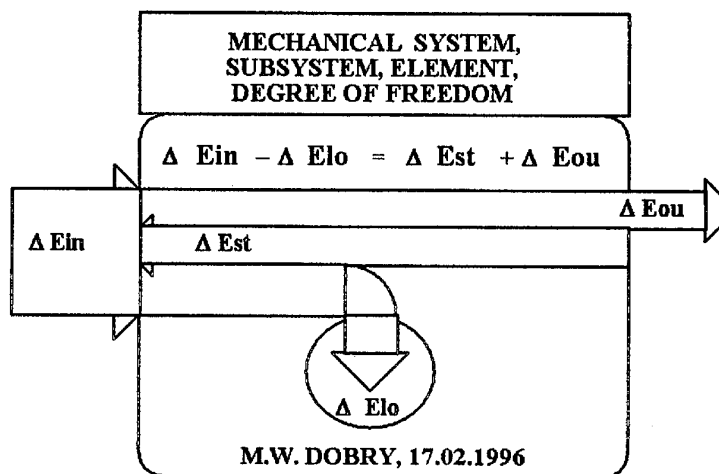 MECHANICAL SYSTEM,
SUBSYSTEM, ELEMENT,
DEGREE OF FREEDOM
Δ Ein – Δ Elo = Δ Est + Δ Eou
Δ Eou
Δ Ein
Δ Est
Δ Elo
M.W. DOBRY, 17.02.1996